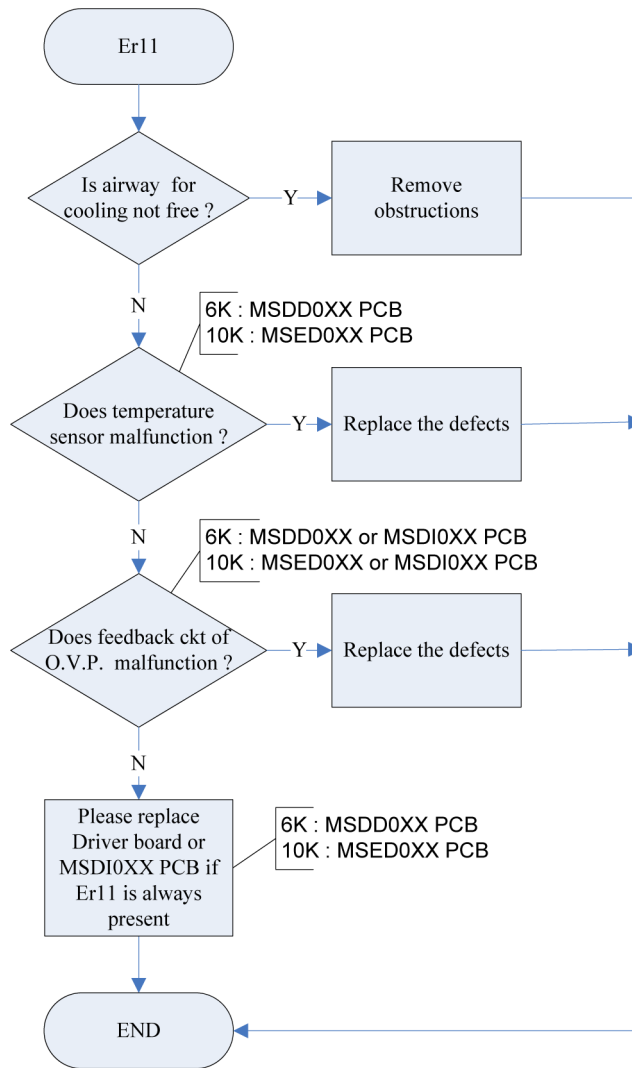 Er11
Is airway for
cooling not free ?
Y
Remove
obstructions
N
6K : MSDD0XX PCB
10K : MSED0XX PCB
Does temperature
sensor malfunction ?
Y
Replace the defects
N
6K : MSDD0XX or MSDI0XX PCB
10K : MSED0XX or MSDI0XX PCB
Does feedback ckt of
O.V.P. malfunction ?
Y
Replace the defects
N
Please replace
Driver board or
MSDI0XX PCB if
Er11 is always
present
6K : MSDD0XX PCB
10K : MSED0XX PCB
END